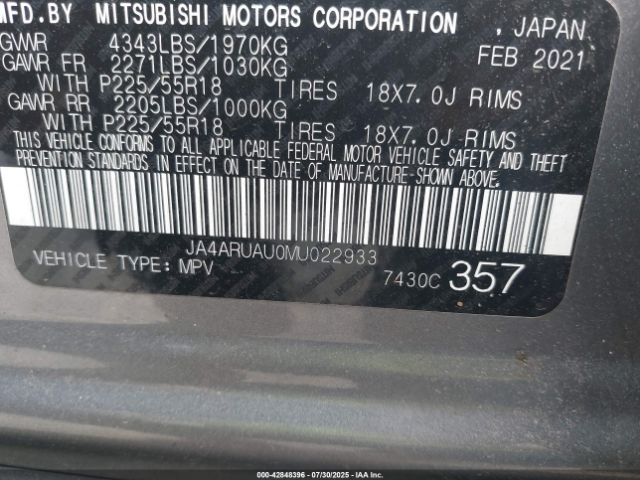 MFD.BY MITSUBISHI MOTORS CORPORATION , JAPAN
GVWR 4343LBS/1970KG FEB 2021
GAWR FR 2271LBS/1030KG
WITH P225/55R18 TIRES 18X7.0J RIMS
GAWR RR 2205LBS/1000KG
WITH P225/55R18 TIRES 18X7.0J RIMS
THIS VEHICLE CONFORMS TO ALL APPLICABLE FEDERAL MOTOR VEHICLE SAFETY AND THEFT
PREVENTION STANDARDS IN EFFECT ON THE DATE OF MANUFACTURE-SHOWN ABOVE.
JA4ARUAU0MU022933
VEHICLE TYPE: MPV 7430C 357
000-42848396 - 07/30/2025 - IAAI.COM